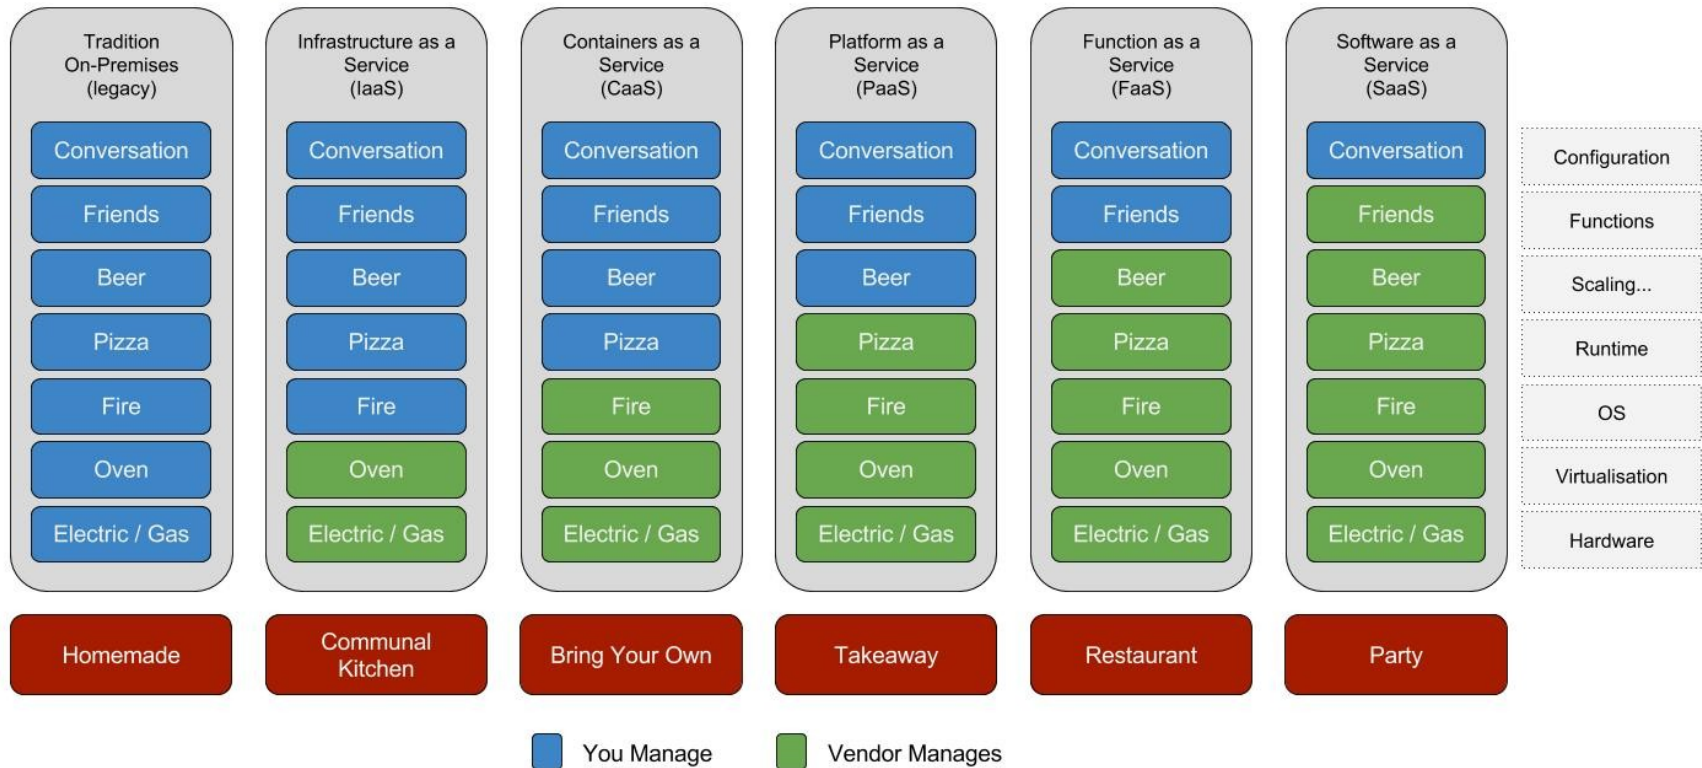 Tradition
On-Premises
(legacy)
Conversation
Friends
Beer
Pizza
Fire
Oven
Electric / Gas
Homemade
Infrastructure as a
Service
(IaaS)
Conversation
Friends
Beer
Pizza
Fire
Oven
Electric / Gas
Communal
Kitchen
Containers as a
Service
(CaaS)
Conversation
Friends
Beer
Pizza
Fire
Oven
Electric / Gas
Bring Your Own
Platform as a
Service
(PaaS)
Conversation
Friends
Beer
Pizza
Fire
Oven
Electric / Gas
Takeaway
Function as a
Service
(FaaS)
Conversation
Friends
Beer
Pizza
Fire
Oven
Electric / Gas
Restaurant
Software as a
Service
(SaaS)
Conversation
Friends
Beer
Pizza
Fire
Oven
Electric / Gas
Party
Configuration
Functions
Scaling...
Runtime
OS
Virtualisation
Hardware
You Manage
Vendor Manages